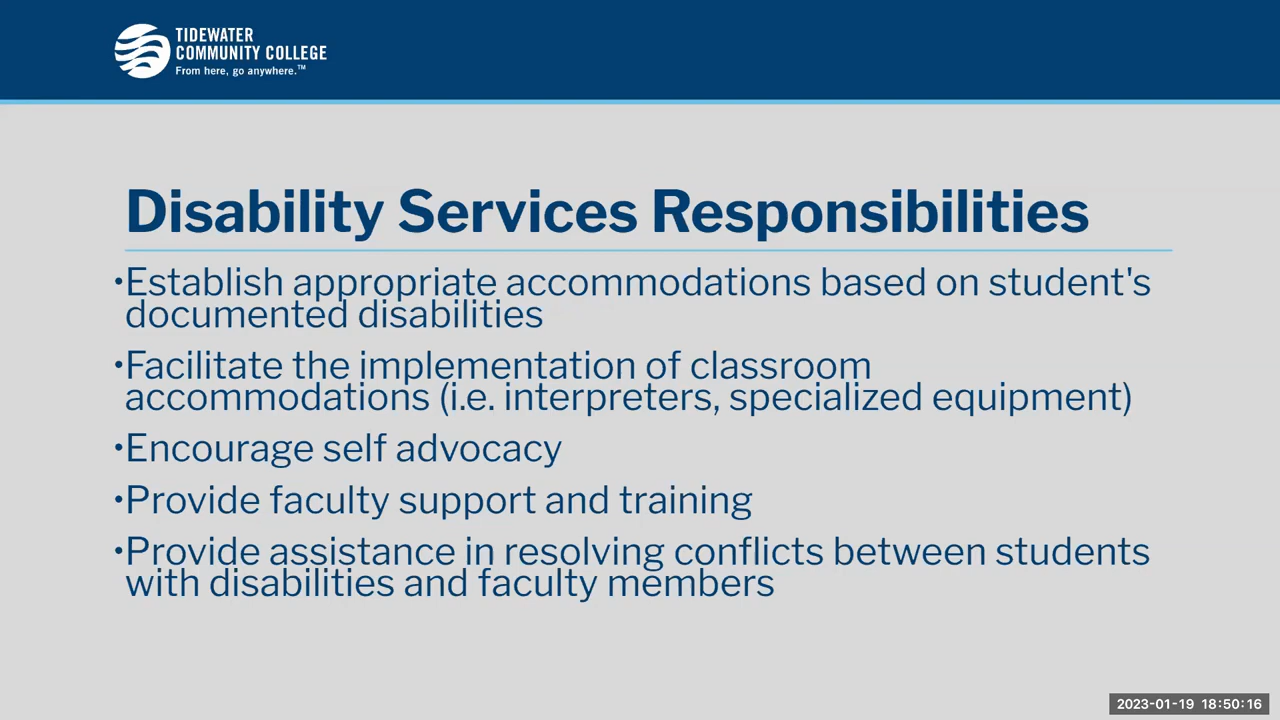 TIDEWATER
COMMUNITY COLLEGE
From here, go anywhere.™
Disability Services Responsibilities
•Establish appropriate accommodations based on student's
documented disabilities
•Facilitate the implementation of classroom
accommodations (i.e. interpreters, specialized equipment)
•Encourage self advocacy
•Provide faculty support and training
•Provide assistance in resolving conflicts between students
with disabilities and faculty members
2023-01-19 18:50:16